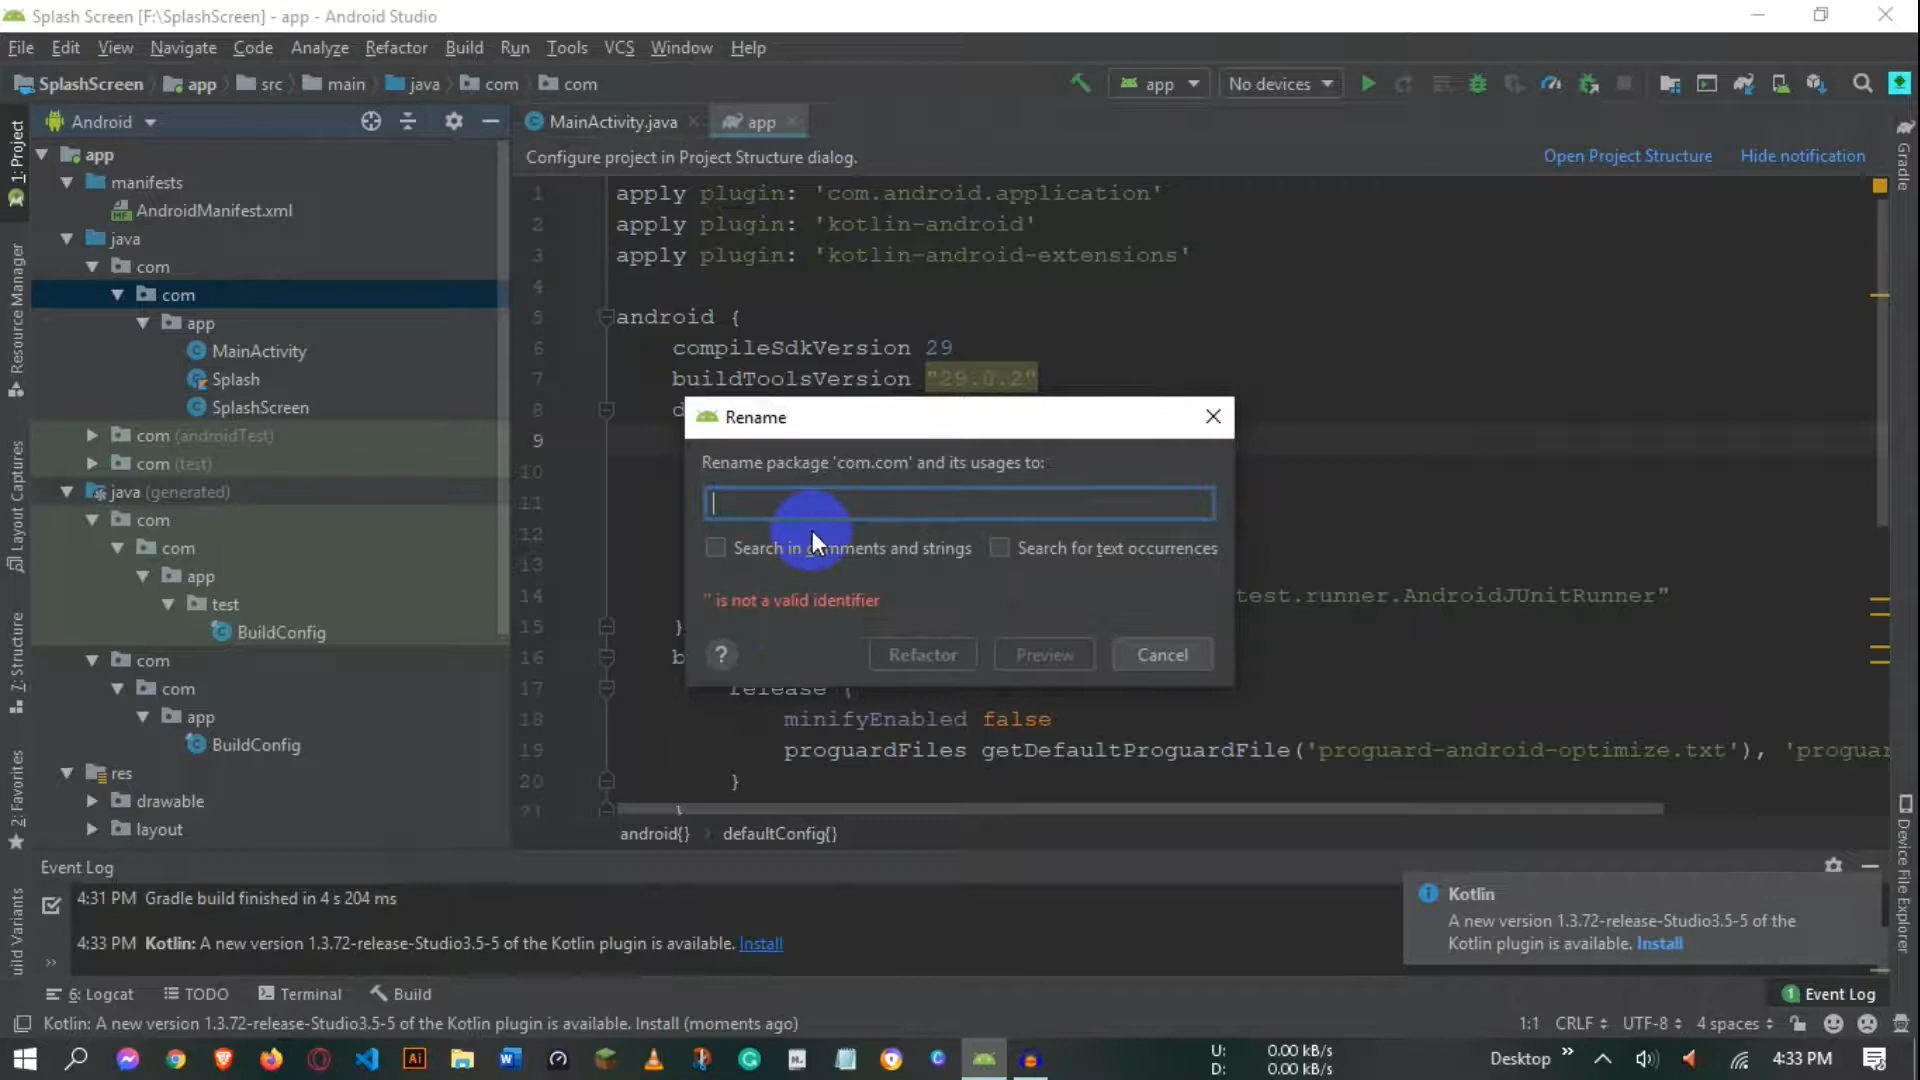 Splash Screen [F:\SplashScreen] - app - Android Studio
File Edit View Navigate Code Analyze Refactor Build Run Tools VCS Window Help
SplashScreen app src main java com com app No devices
Android MainActivity.java app
Configure project in Project Structure dialog. Open Project Structure Hide notification
1: Project
Resource Manager
Layout Captures
7: Structure
2: Favorites
uild Variants
app
manifests
AndroidManifest.xml
java
com
com
app
MainActivity
Splash
SplashScreen
com (androidTest)
com (test)
java (generated)
com
com
app
test
BuildConfig
com
com
app
BuildConfig
res
drawable
layout
1 apply plugin: 'com.android.application'
2 apply plugin: 'kotlin-android'
3 apply plugin: 'kotlin-android-extensions'
4
5 android {
6 compileSdkVersion 29
7 buildToolsVersion "29.0.2"
8 d
9
10
11
12
13
14 test.runner.AndroidJUnitRunner"
15 }
16 b
17 release {
18 minifyEnabled false
19 proguardFiles getDefaultProguardFile('proguard-android-optimize.txt'), 'proguar
20 }
21 }
android{} defaultConfig{}
Rename
Rename package 'com.com' and its usages to:
Search in comments and strings Search for text occurrences
'' is not a valid identifier
? Refactor Preview Cancel
Gradle
Device File Explorer
Event Log
4:31 PM Gradle build finished in 4 s 204 ms
4:33 PM Kotlin: A new version 1.3.72-release-Studio3.5-5 of the Kotlin plugin is available. Install
Kotlin
A new version 1.3.72-release-Studio3.5-5 of the
Kotlin plugin is available. Install
6: Logcat TODO Terminal Build 1 Event Log
Kotlin: A new version 1.3.72-release-Studio3.5-5 of the Kotlin plugin is available. Install (moments ago) 1:1 CRLF UTF-8 4 spaces
U: 0.00 kB/s
D: 0.00 kB/s
Desktop 4:33 PM